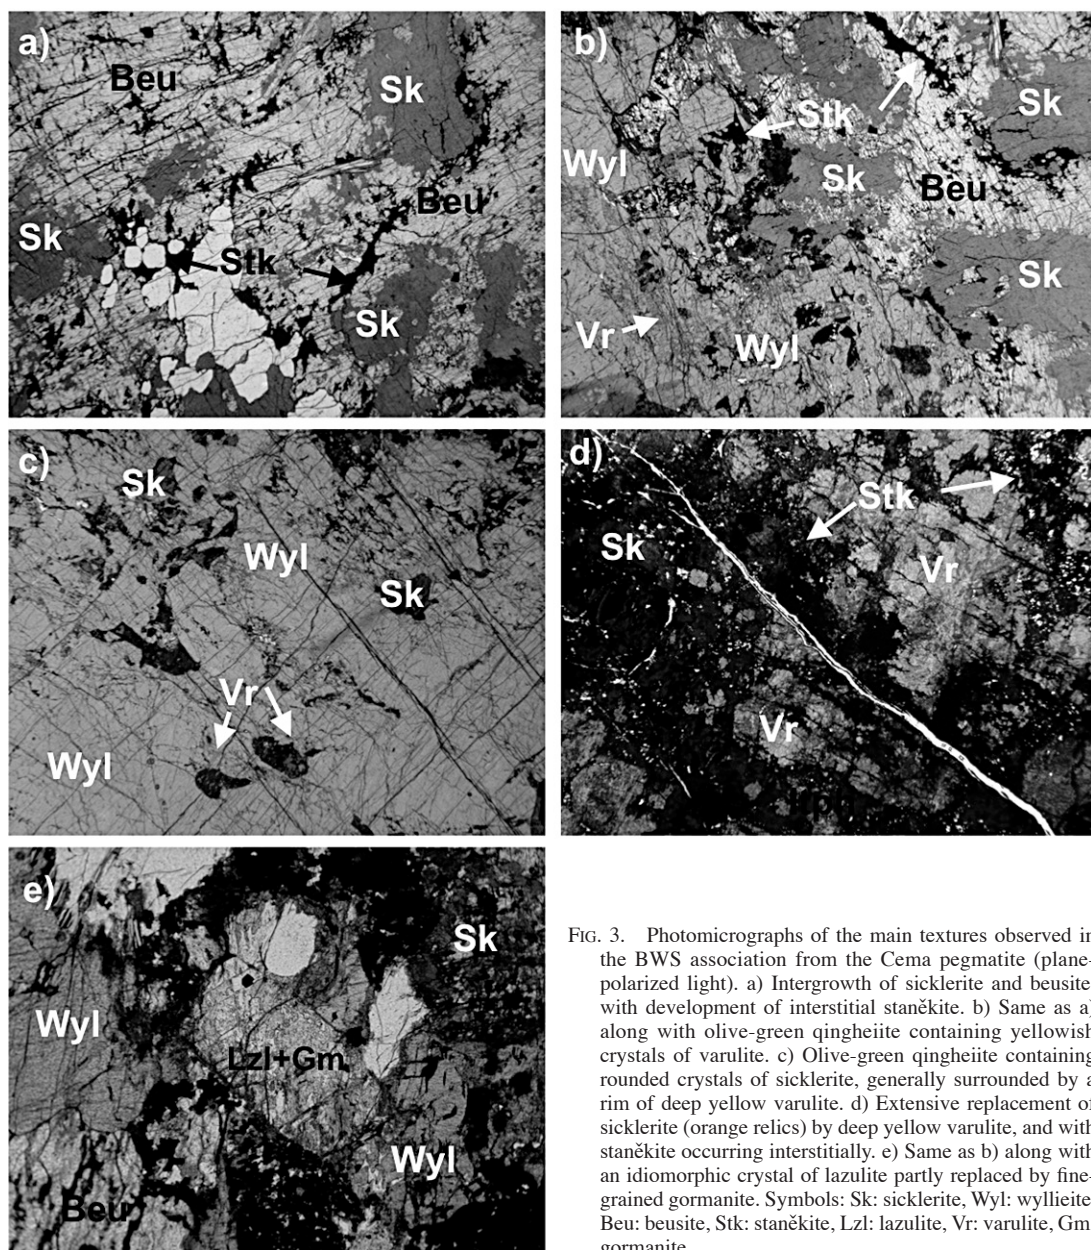 a)
Beu
Sk
Beu
Sk
Stk
Sk
b)
Stk
Sk
Wyl
Sk
Beu
Sk
Vr
Wyl
c)
Sk
Wyl
Sk
Vr
Wyl
d)
Stk
Sk
Vr
Vr
e)
Sk
Wyl
Lzl+Gm
Wyl
Beu
FIG. 3. Photomicrographs of the main textures observed in
the BWS association from the Cema pegmatite (plane-
polarized light). a) Intergrowth of sicklerite and beusite
with development of interstitial staněkite. b) Same as a)
along with olive-green qingheiite containing yellowish
crystals of varulite. c) Olive-green qingheiite containing
rounded crystals of sicklerite, generally surrounded by a
rim of deep yellow varulite. d) Extensive replacement of
sicklerite (orange relics) by deep yellow varulite, and with
staněkite occurring interstitially. e) Same as b) along with
an idiomorphic crystal of lazulite partly replaced by fine-
grained gormanite. Symbols: Sk: sicklerite, Wyl: wyllieite
Beu: beusite, Stk: staněkite, Lzl: lazulite, Vr: varulite, Gm
gormanite